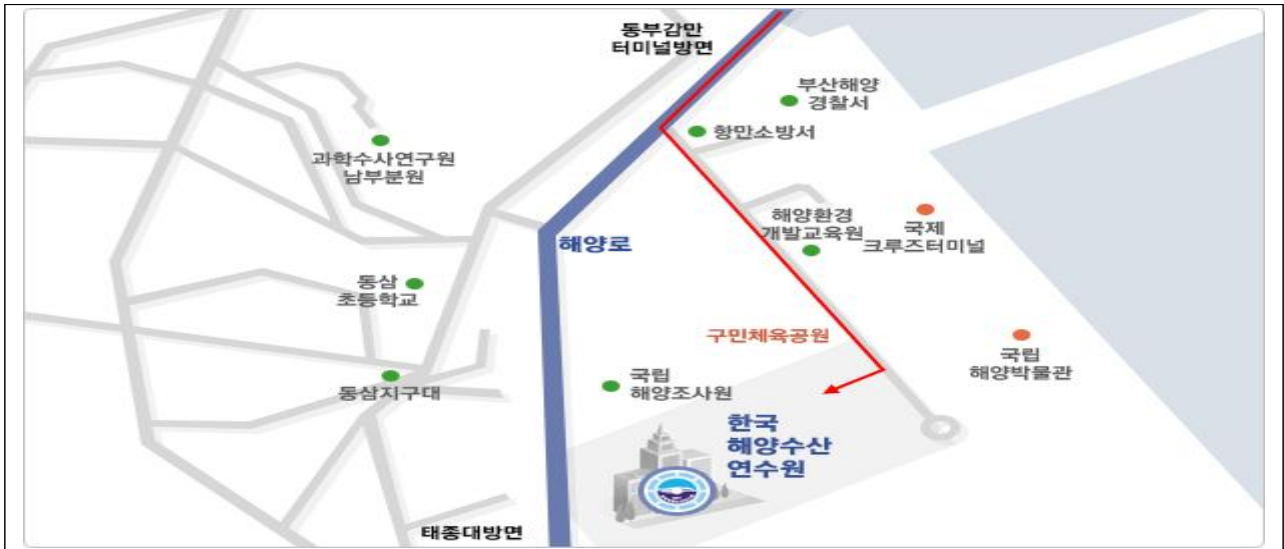 동부감만
터미널방면
부산해양
경찰서
항만소방서
과학수사연구원
남부분원
해양환경
개발교육원
국제
크루즈터미널
해양로
동삼
초등학교
구민체육공원
국립
해양박물관
국립
해양조사원
동삼지구대
한국
해양수산
연수원
태종대방면